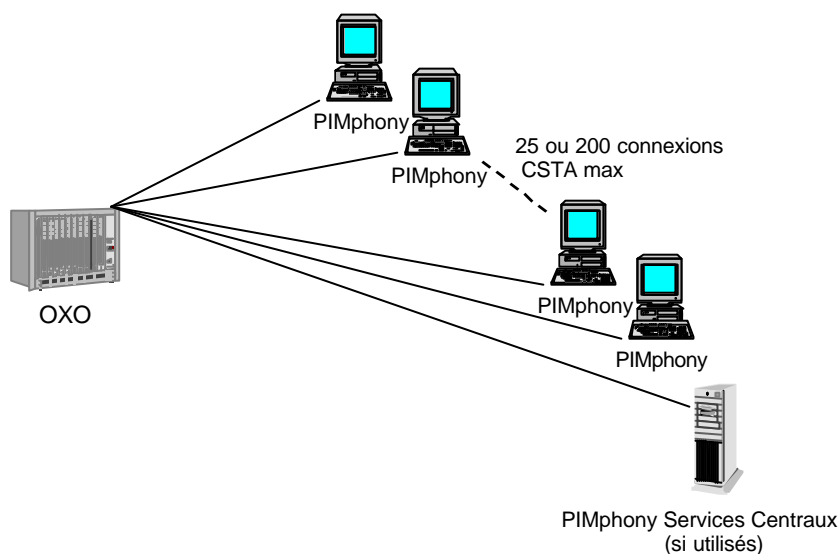 PIMphony
PIMphony
25 ou 200 connexions
CSTA max
PIMphony
OXO
PIMphony
PIMphony Services Centraux
(si utilisés)